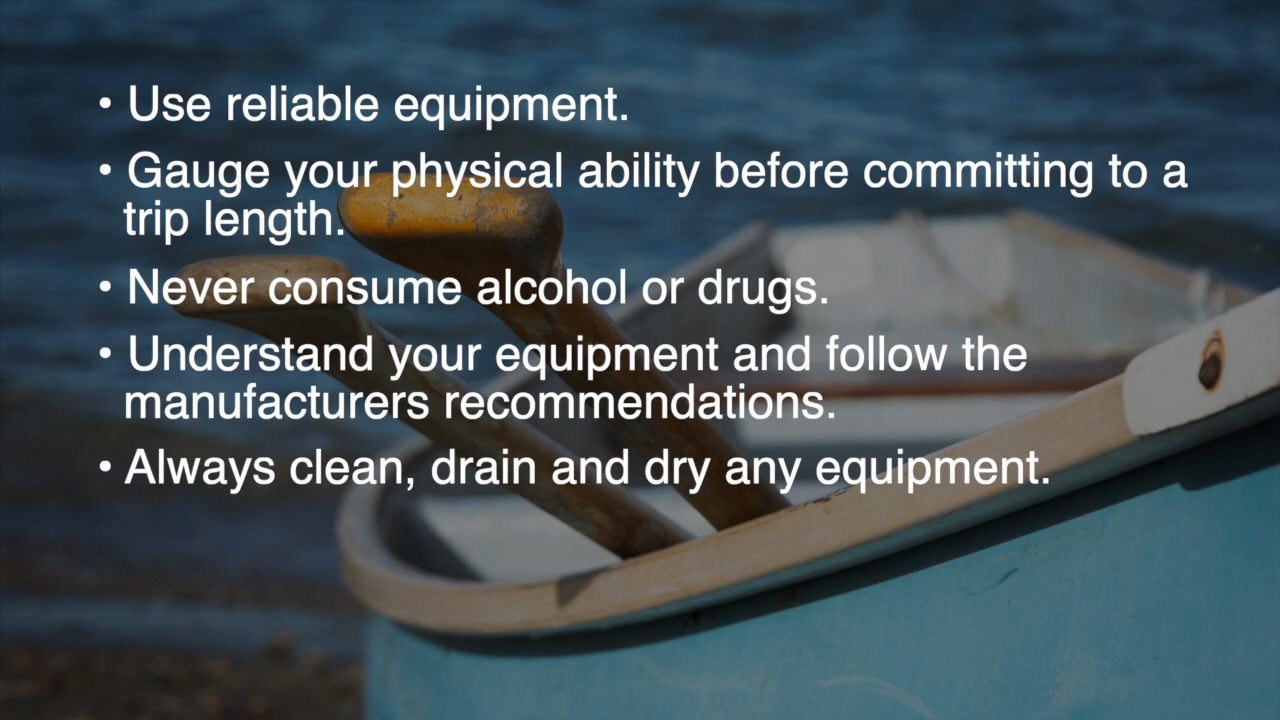 • Use reliable equipment.
• Gauge your physical ability before committing to a
trip length.
• Never consume alcohol or drugs.
• Understand your equipment and follow the
manufacturers recommendations.
• Always clean, drain and dry any equipment.